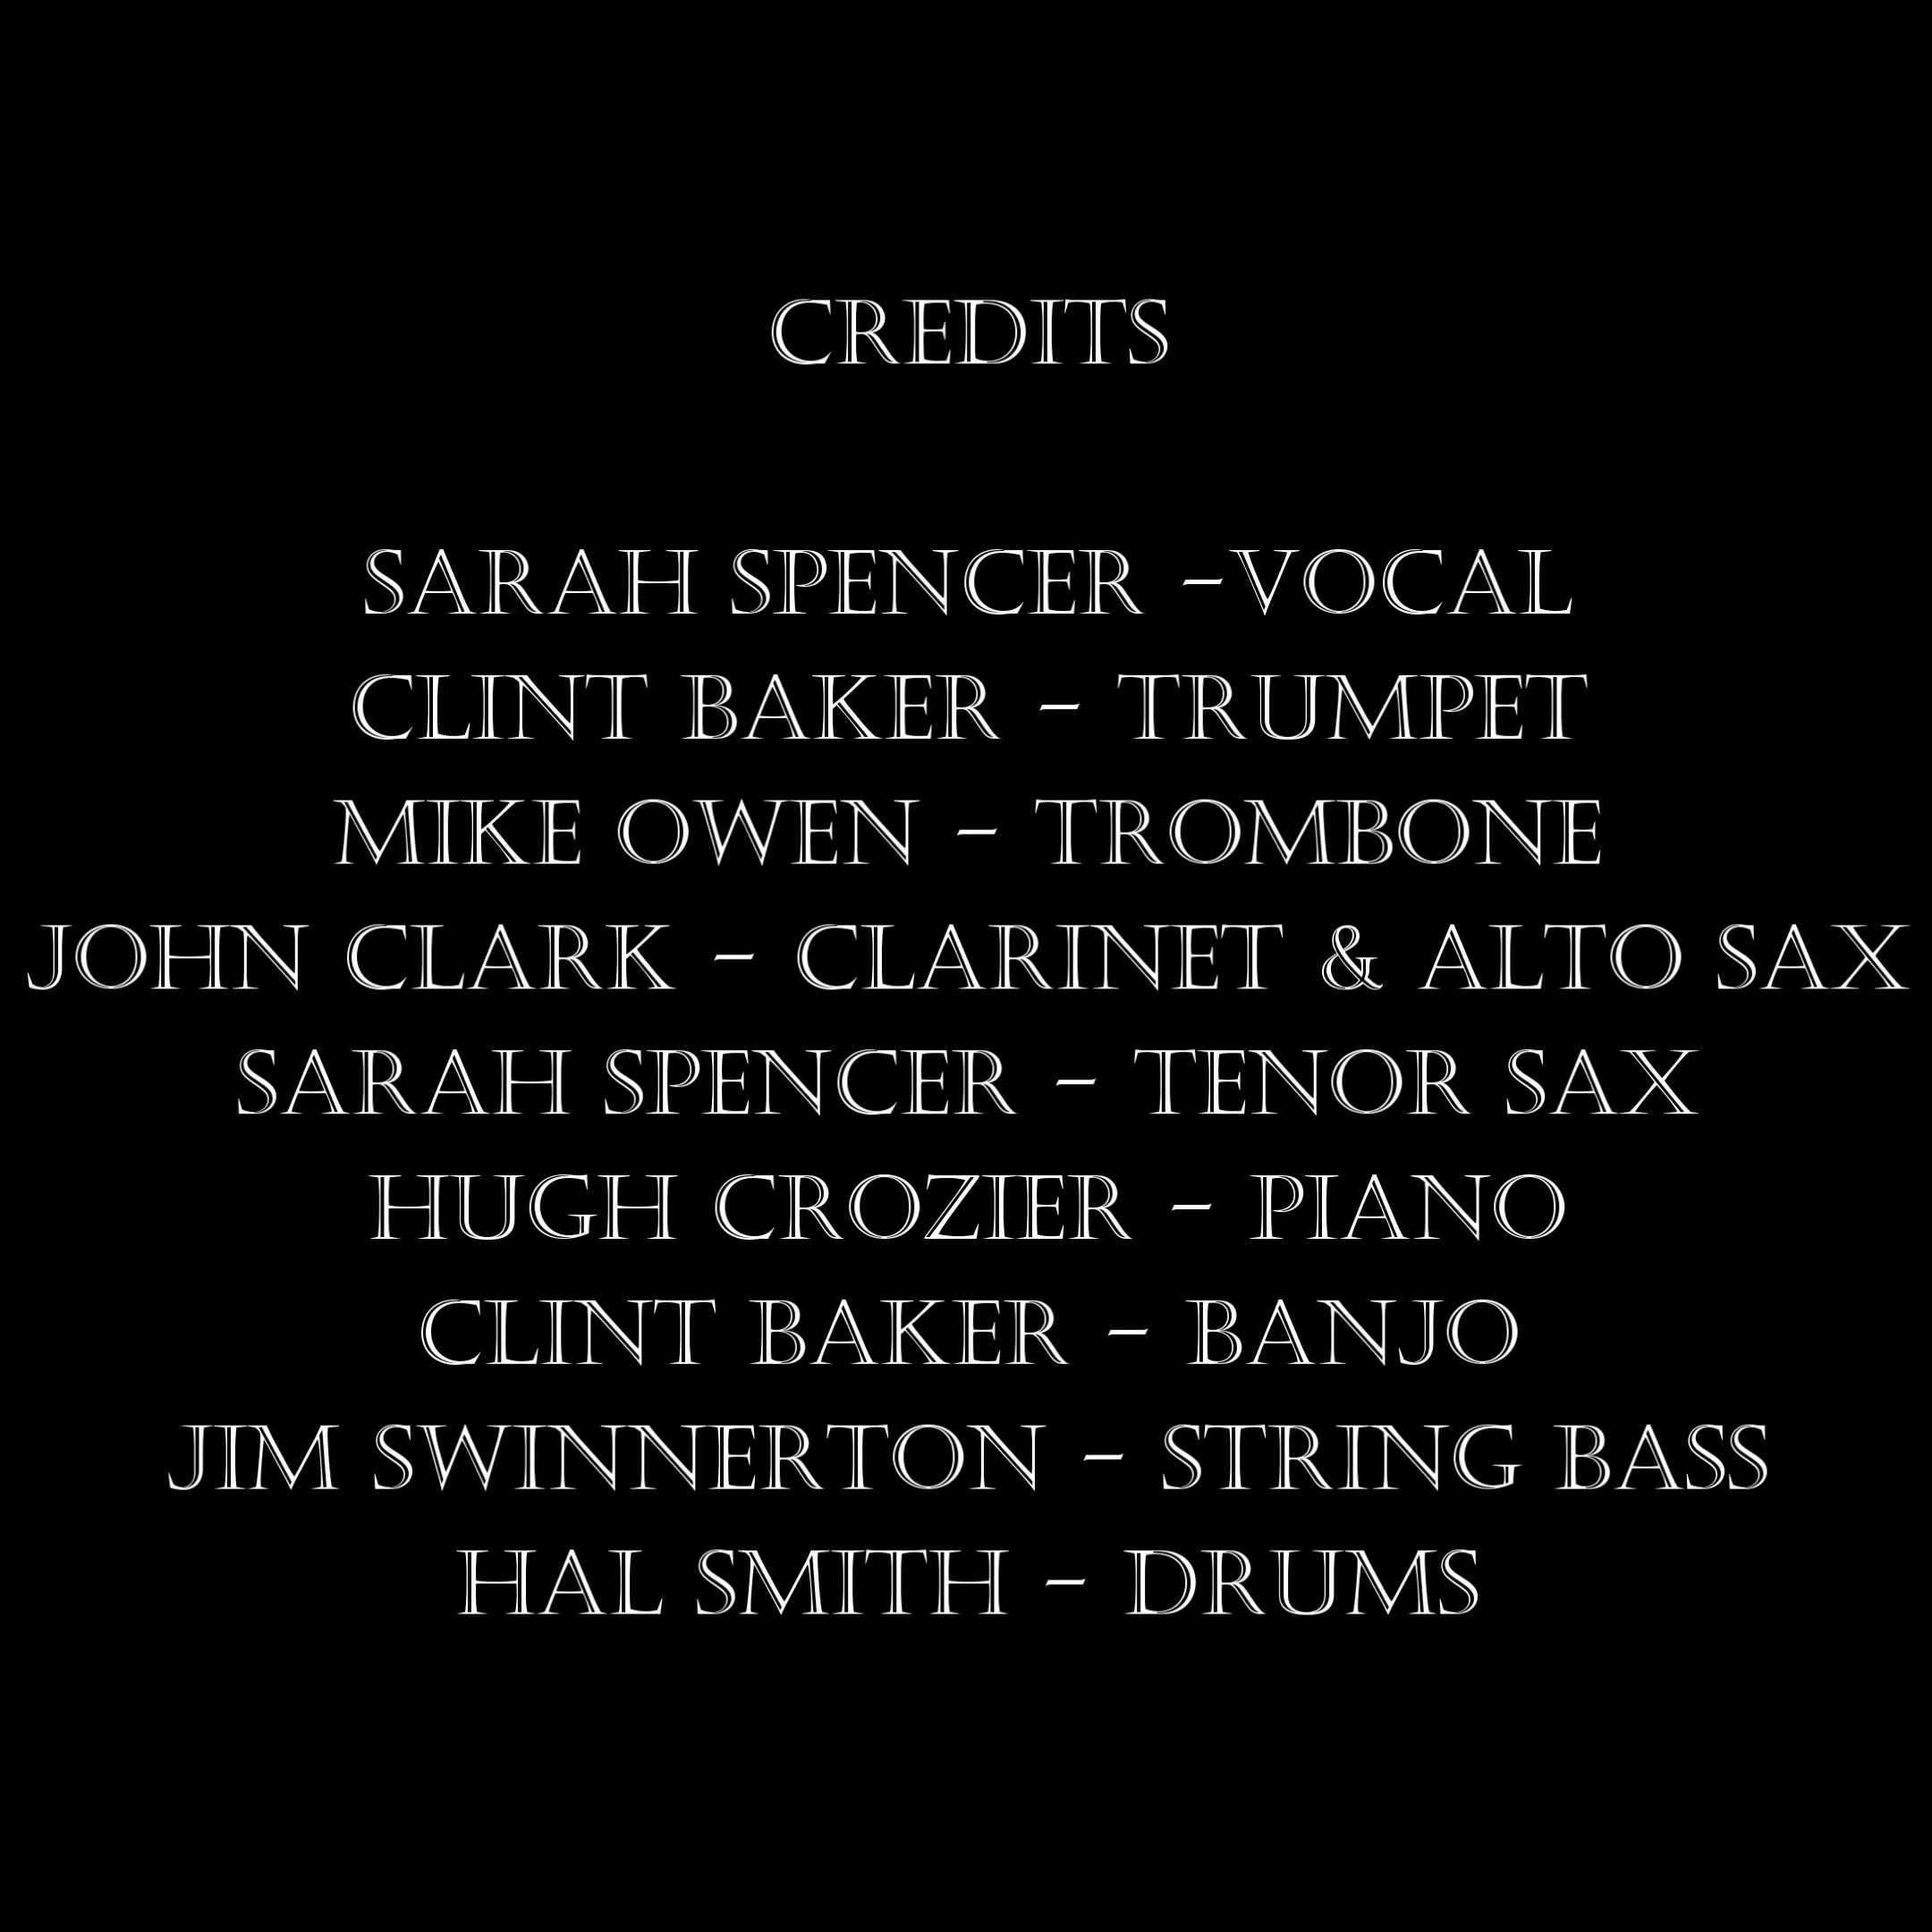 CREDITS
SARAH SPENCER -VOCAL
CLINT BAKER - TRUMPET
MIKE OWEN - TROMBONE
JOHN CLARK - CLARINET & ALTO SAX
SARAH SPENCER - TENOR SAX
HUGH CROZIER - PIANO
CLINT BAKER - BANJO
JIM SWINNERTON - STRING BASS
HAL SMITH - DRUMS